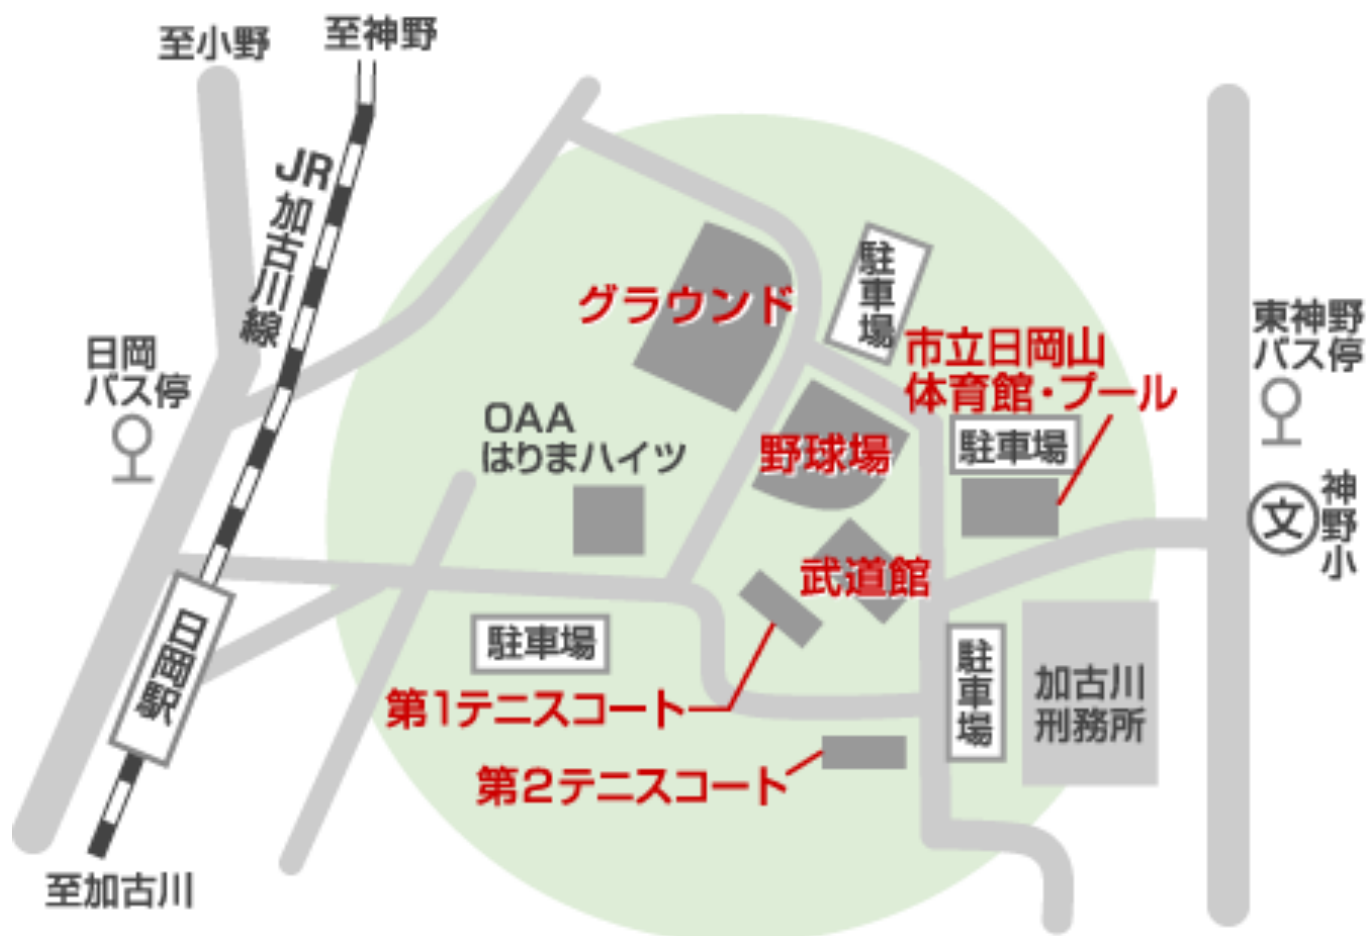 至小野
至神野
JR
加古川線
日岡
バス停
グラウンド
駐車場
市立日岡山
体育館・プール
東神野
バス停
OAA
はりまハイツ
野球場
駐車場
文
神野小
武道館
日岡駅
駐車場
駐車場
加古川
刑務所
第1テニスコート
第2テニスコート
至加古川